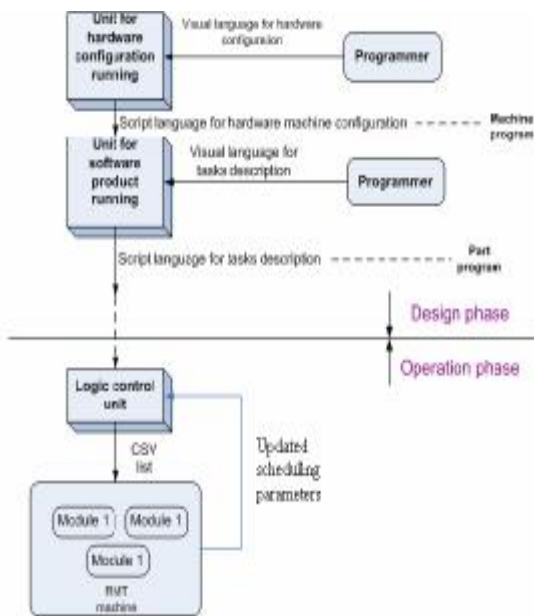 Unit for
hardware
configuration
running
Visual language for hardware
configuration
Programmer
Script language for hardware machine configuration
Machine
program
Unit for
software
product
running
Visual language for
tasks description
Programmer
Script language for tasks description
Part
program
Design phase
Operation phase
Logic control
unit
CSV
list
Updated
scheduling
parameters
Module 1
Module 1
Module 1
RMT
machine